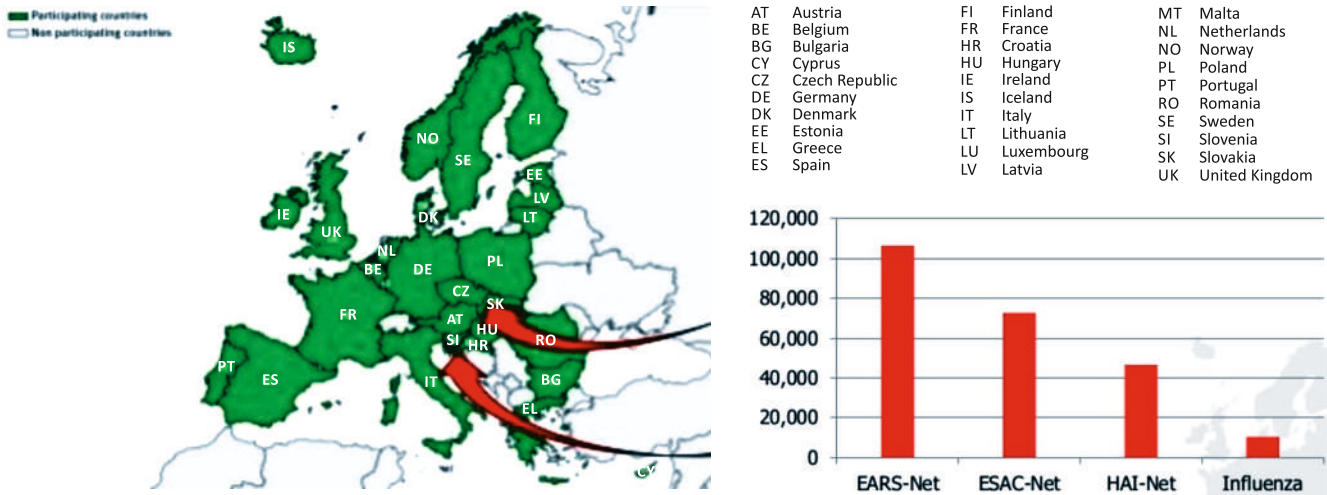 Participating countries
Non participating countries
IS
NO
FI
SE
EE
LV
LT
DK
IE
UK
NL
BE
DE
PL
CZ
SK
FR
AT
HU
SI
HR
RO
PT
ES
IT
BG
EL
CY
AT Austria
BE Belgium
BG Bulgaria
CY Cyprus
CZ Czech Republic
DE Germany
DK Denmark
EE Estonia
EL Greece
ES Spain
FI Finland
FR France
HR Croatia
HU Hungary
IE Ireland
IS Iceland
IT Italy
LT Lithuania
LU Luxembourg
LV Latvia
MT Malta
NL Netherlands
NO Norway
PL Poland
PT Portugal
RO Romania
SE Sweden
SI Slovenia
SK Slovakia
UK United Kingdom
120,000
100,000
80,000
60,000
40,000
20,000
0
EARS-Net ESAC-Net HAI-Net Influenza